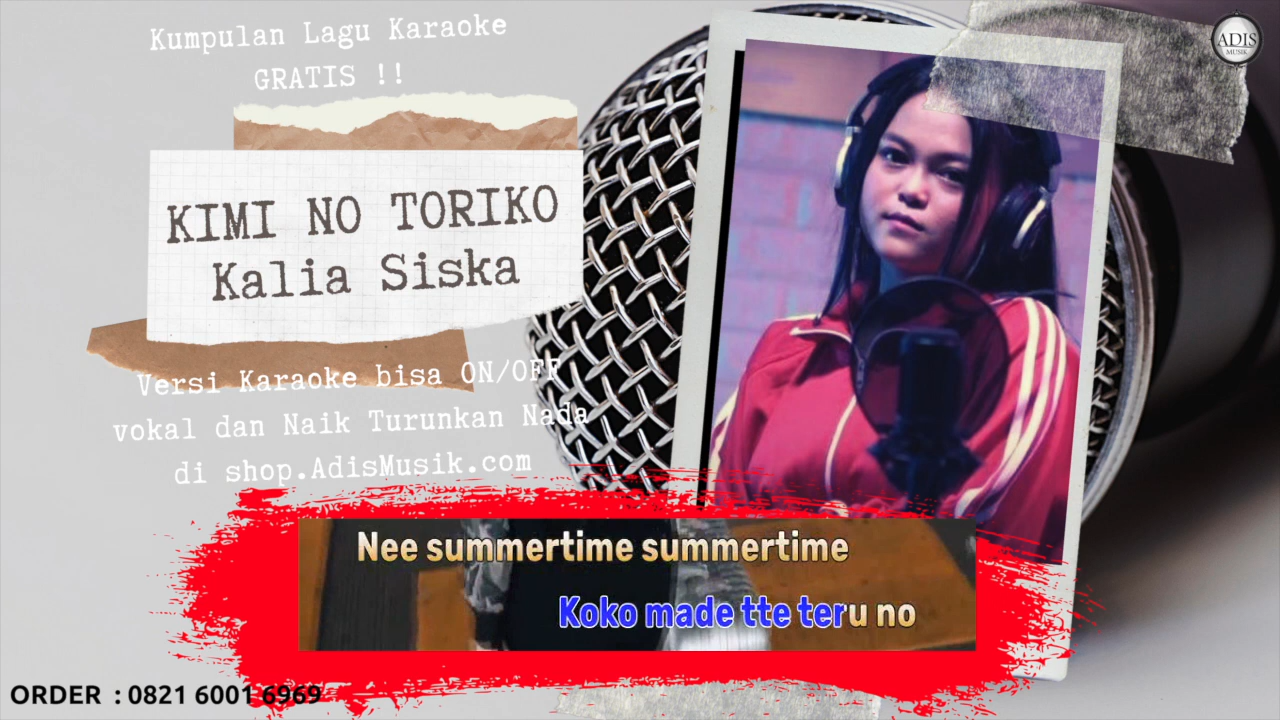 Kumpulan Lagu Karaoke
GRATIS !!
ADIS
MUSIK
KIMI NO TORIKO
Kalia Siska
Versi Karaoke bisa ON/OFF
vokal dan Naik Turunkan Nada
di shop.AdisMusik.com
Nee summertime summertime
Koko made tte teru no
ORDER : 0821 6001 6969